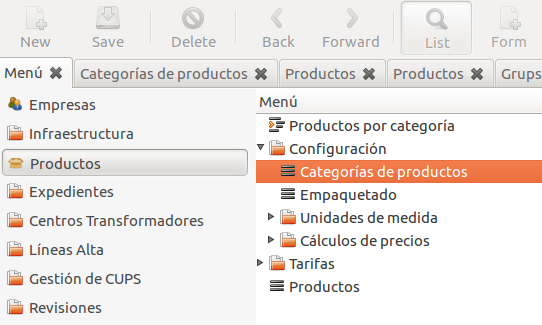 New Save Delete Back Forward List Form
Menú Categorías de productos Productos Productos Grups
Empresas
Infraestructura
Productos
Expedientes
Centros Transformadores
Líneas Alta
Gestión de CUPS
Revisiones
Menú
Productos por categoría
Configuración
Categorías de productos
Empaquetado
Unidades de medida
Cálculos de precios
Tarifas
Productos